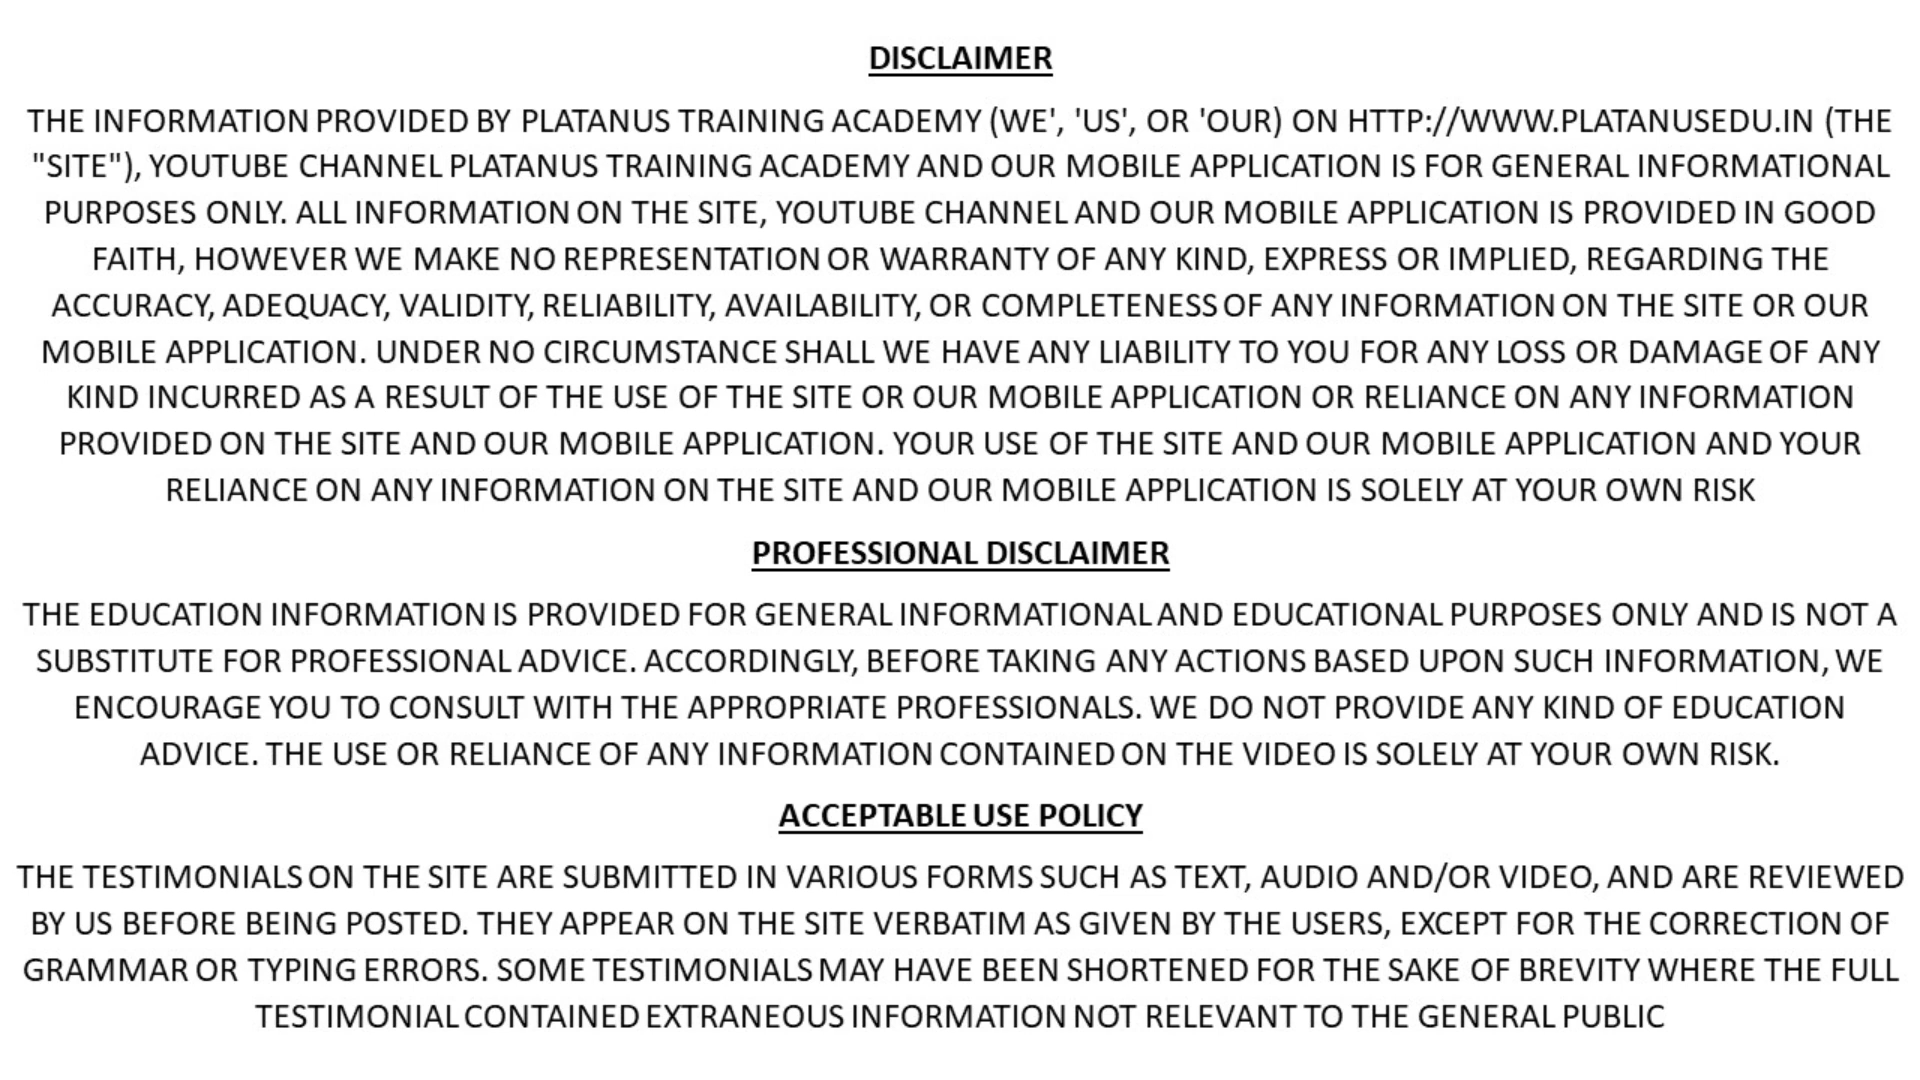 DISCLAIMER
THE INFORMATION PROVIDED BY PLATANUS TRAINING ACADEMY (WE', 'US', OR 'OUR) ON HTTP://WWW.PLATANUSEDU.IN (THE
"SITE"), YOUTUBE CHANNEL PLATANUS TRAINING ACADEMY AND OUR MOBILE APPLICATION IS FOR GENERAL INFORMATIONAL
PURPOSES ONLY. ALL INFORMATION ON THE SITE, YOUTUBE CHANNEL AND OUR MOBILE APPLICATION IS PROVIDED IN GOOD
FAITH, HOWEVER WE MAKE NO REPRESENTATION OR WARRANTY OF ANY KIND, EXPRESS OR IMPLIED, REGARDING THE
ACCURACY, ADEQUACY, VALIDITY, RELIABILITY, AVAILABILITY, OR COMPLETENESS OF ANY INFORMATION ON THE SITE OR OUR
MOBILE APPLICATION. UNDER NO CIRCUMSTANCE SHALL WE HAVE ANY LIABILITY TO YOU FOR ANY LOSS OR DAMAGE OF ANY
KIND INCURRED AS A RESULT OF THE USE OF THE SITE OR OUR MOBILE APPLICATION OR RELIANCE ON ANY INFORMATION
PROVIDED ON THE SITE AND OUR MOBILE APPLICATION. YOUR USE OF THE SITE AND OUR MOBILE APPLICATION AND YOUR
RELIANCE ON ANY INFORMATION ON THE SITE AND OUR MOBILE APPLICATION IS SOLELY AT YOUR OWN RISK
PROFESSIONAL DISCLAIMER
THE EDUCATION INFORMATION IS PROVIDED FOR GENERAL INFORMATIONAL AND EDUCATIONAL PURPOSES ONLY AND IS NOT A
SUBSTITUTE FOR PROFESSIONAL ADVICE. ACCORDINGLY, BEFORE TAKING ANY ACTIONS BASED UPON SUCH INFORMATION, WE
ENCOURAGE YOU TO CONSULT WITH THE APPROPRIATE PROFESSIONALS. WE DO NOT PROVIDE ANY KIND OF EDUCATION
ADVICE. THE USE OR RELIANCE OF ANY INFORMATION CONTAINED ON THE VIDEO IS SOLELY AT YOUR OWN RISK.
ACCEPTABLE USE POLICY
THE TESTIMONIALS ON THE SITE ARE SUBMITTED IN VARIOUS FORMS SUCH AS TEXT, AUDIO AND/OR VIDEO, AND ARE REVIEWED
BY US BEFORE BEING POSTED. THEY APPEAR ON THE SITE VERBATIM AS GIVEN BY THE USERS, EXCEPT FOR THE CORRECTION OF
GRAMMAR OR TYPING ERRORS. SOME TESTIMONIALS MAY HAVE BEEN SHORTENED FOR THE SAKE OF BREVITY WHERE THE FULL
TESTIMONIAL CONTAINED EXTRANEOUS INFORMATION NOT RELEVANT TO THE GENERAL PUBLIC